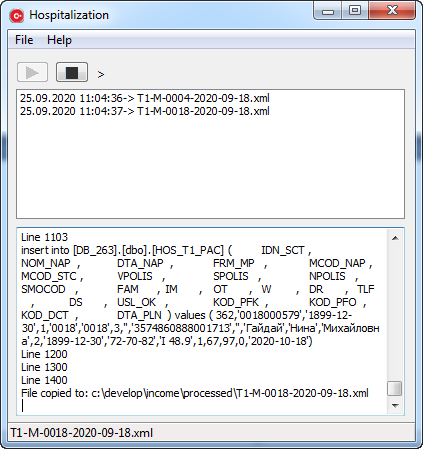 Hospitalization
File Help
>
25.09.2020 11:04:36-> T1-M-0004-2020-09-18.xml
25.09.2020 11:04:37-> T1-M-0018-2020-09-18.xml
Line 1103
insert into [DB_263].[dbo].[HOS_T1_PAC] ( IDN_SCT ,
NOM_NAP , DTA_NAP , FRM_MP , MCOD_NAP ,
MCOD_STC , VPOLIS , SPOLIS , NPOLIS ,
SMOCOD , FAM , IM , OT , W , DR , TLF
, DS , USL_OK , KOD_PFK , KOD_PFO ,
KOD_DCT , DTA_PLN ) values ( 362,'0018000579','1899-12-
30',1,'0018','0018',3,'','3574860888001713','','Гайдай','Нина','Михайловн
а',2,'1899-12-30','72-70-82','I 48.9',1,67,97,0,'2020-10-18')
Line 1200
Line 1300
Line 1400
File copied to: c:\develop\income\processed\T1-M-0018-2020-09-18.xml
T1-M-0018-2020-09-18.xml